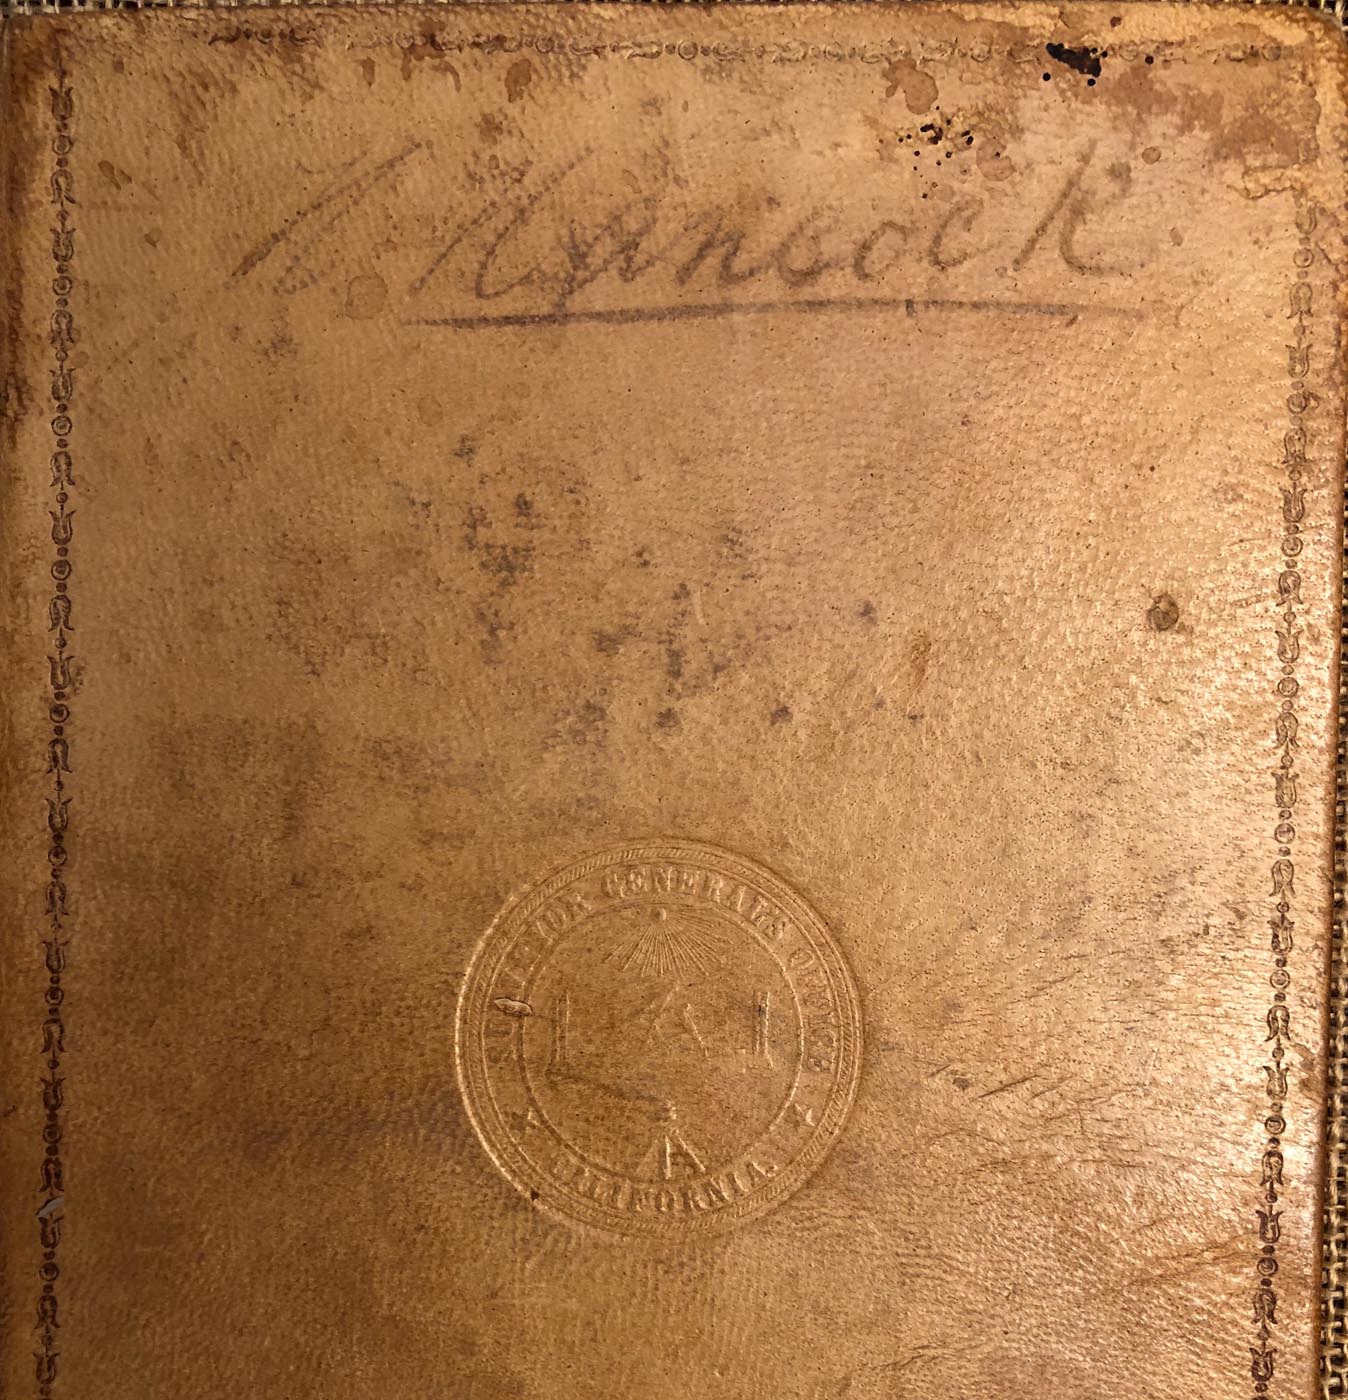 Hancock
SURVEYOR GENERAL'S OFFICE
CALIFORNIA.